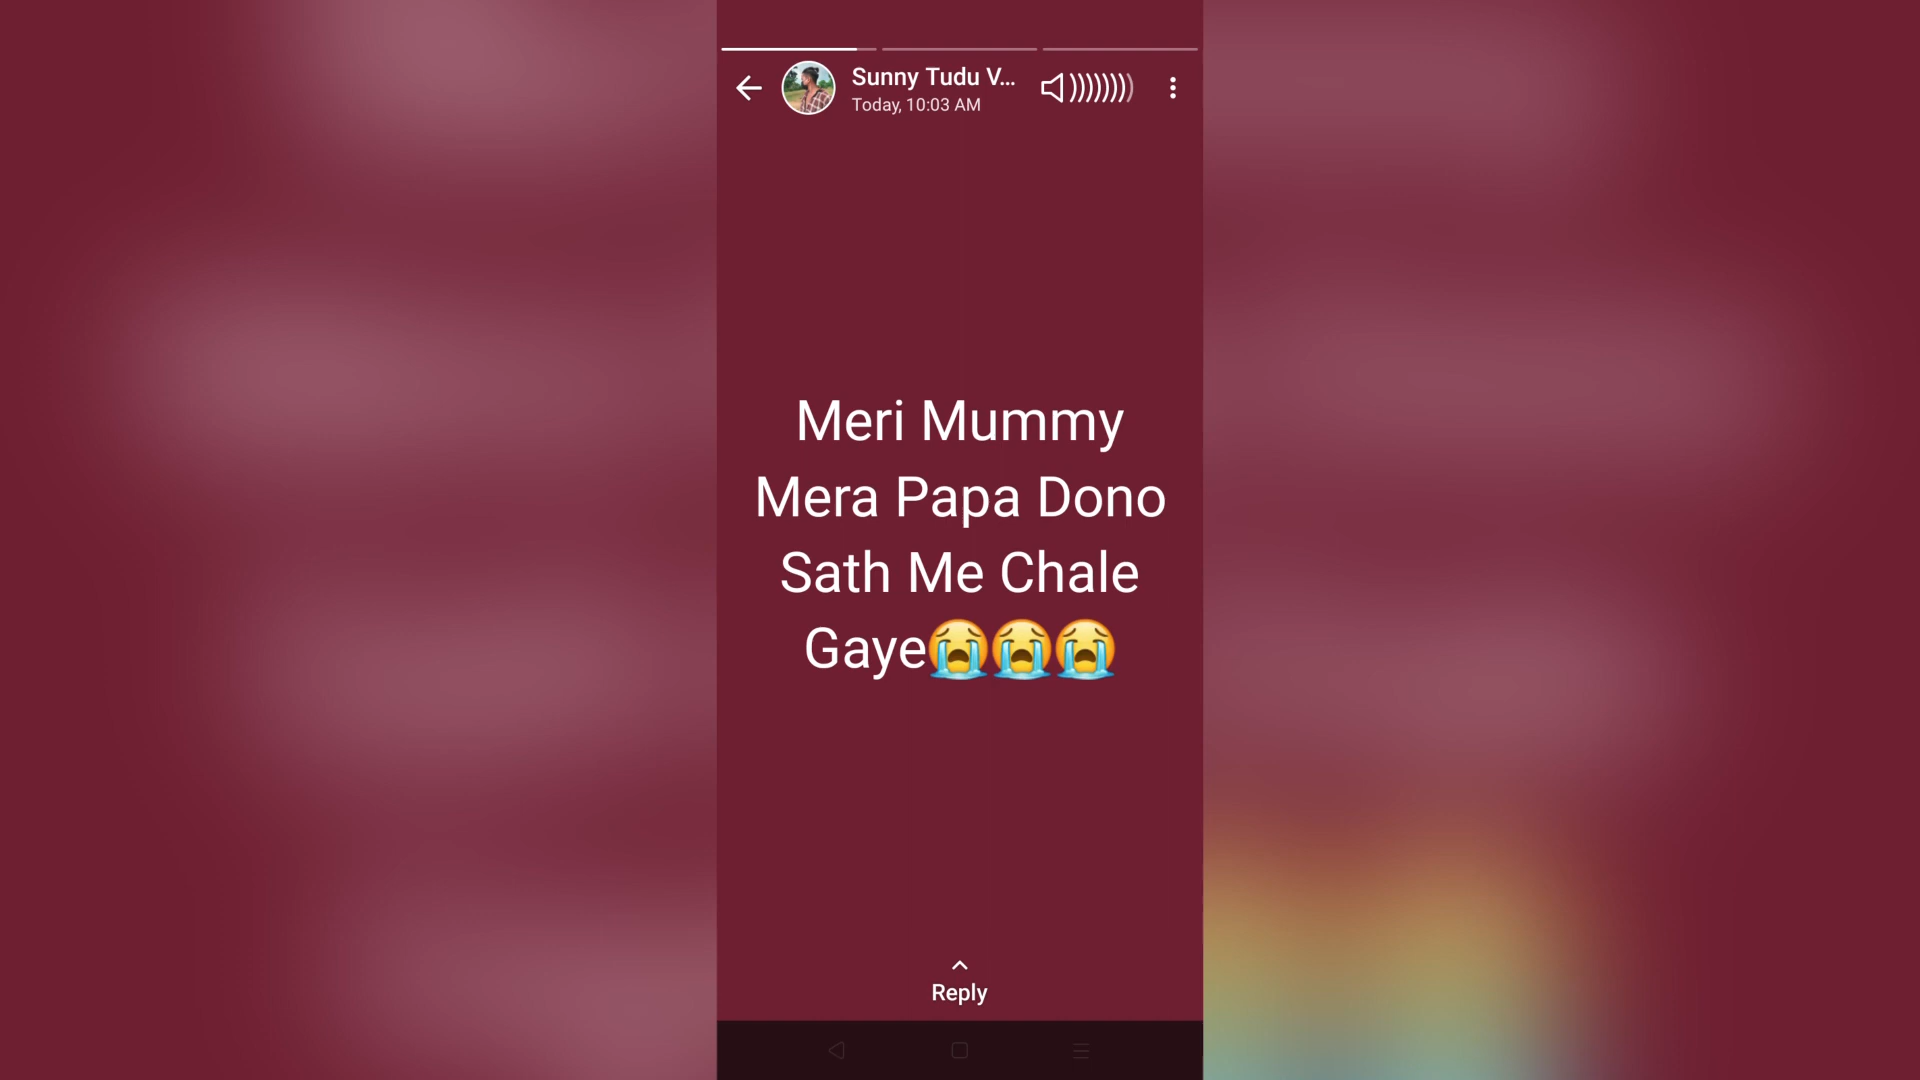 Sunny Tudu V...
Today, 10:03 AM
Meri Mummy
Mera Papa Dono
Sath Me Chale
Gaye😭😭😭
Reply